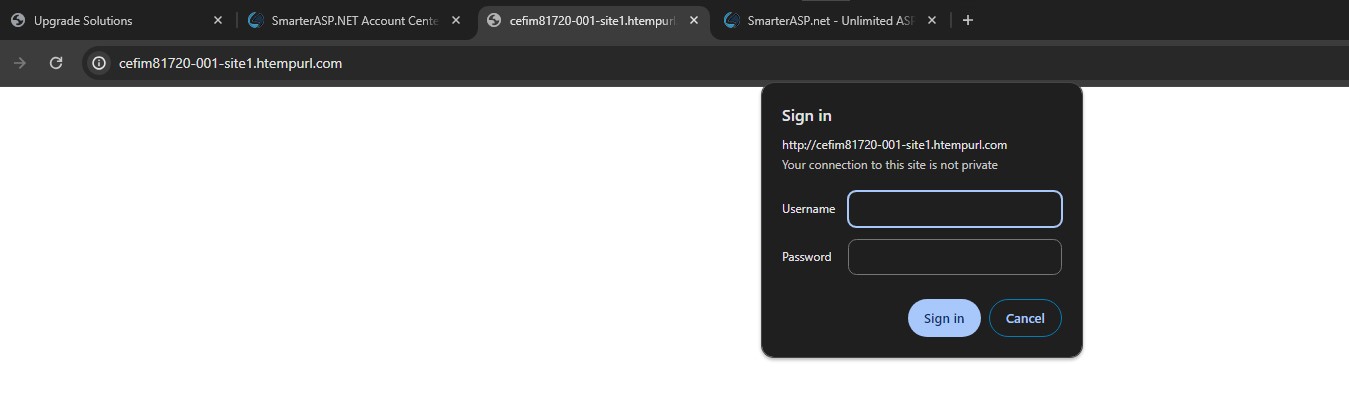 Upgrade Solutions
SmarterASP.NET Account Cente
cefim81720-001-site1.htempurl
SmarterASP.net - Unlimited ASP
cefim81720-001-site1.htempurl.com
Sign in
http://cefim81720-001-site1.htempurl.com
Your connection to this site is not private
Username
Password
Sign in
Cancel